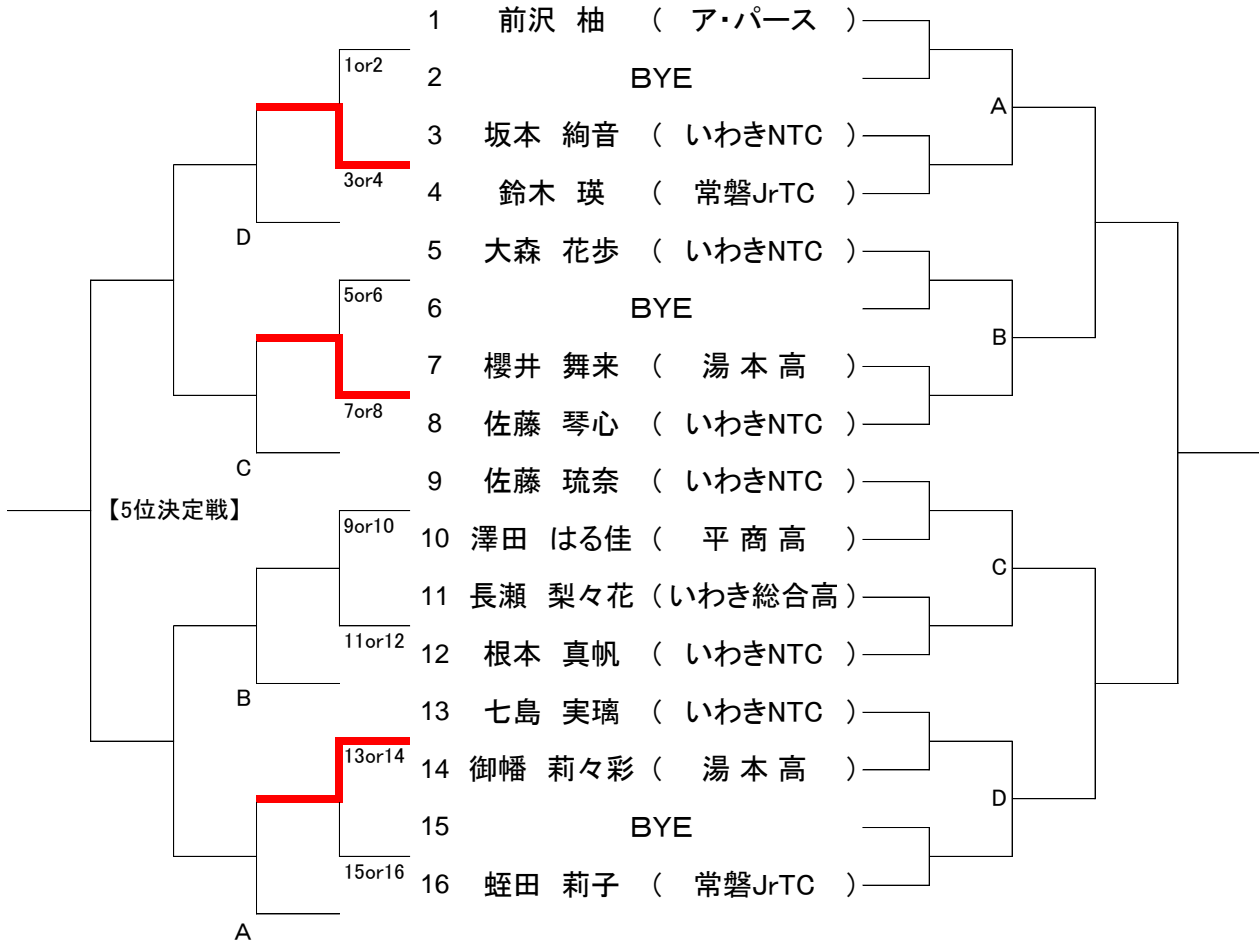 1 前沢 柚 ( ア・パース )
1or2
2 BYE
A
3 坂本 絢音 ( いわきNTC )
3or4
4 鈴木 瑛 ( 常磐JrTC )
D
5 大森 花歩 ( いわきNTC )
5or6
6 BYE
B
7 櫻井 舞来 ( 湯本高 )
7or8
8 佐藤 琴心 ( いわきNTC )
C
9 佐藤 琉奈 ( いわきNTC )
【5位決定戦】
9or10
10 澤田 はる佳 ( 平商高 )
C
11 長瀬 梨々花 (いわき総合高)
11or12
12 根本 真帆 ( いわきNTC )
B
13 七島 実璃 ( いわきNTC )
13or14
14 御幡 莉々彩 ( 湯本高 )
D
15 BYE
15or16
16 蛭田 莉子 ( 常磐JrTC )
A